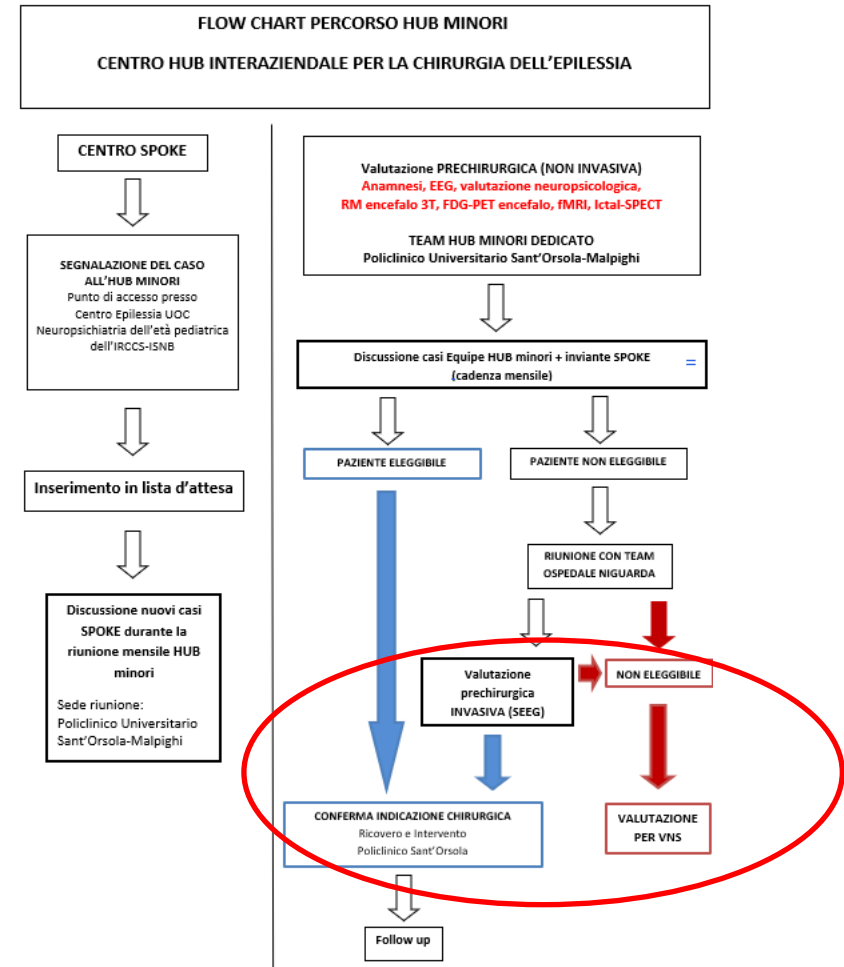 FLOW CHART PERCORSO HUB MINORI
CENTRO HUB INTERAZIENDALE PER LA CHIRURGIA DELL'EPILESSIA
CENTRO SPOKE
SEGNALAZIONE DEL CASO
ALL'HUB MINORI
Punto di accesso presso
Centro Epilessia UOC
Neuropsichiatria dell'età pediatrica
dell'IRCCS-ISNB
Inserimento in lista d'attesa
Discussione nuovi casi
SPOKE durante la
riunione mensile HUB
minori
Sede riunione:
Policlinico Universitario
Sant'Orsola-Malpighi
Valutazione PRECHIRURGICA (NON INVASIVA)
Anamnesi, EEG, valutazione neuropsicologica,
RM encefalo 3T, FDG-PET encefalo, fMRI, Ictal-SPECT
TEAM HUB MINORI DEDICATO
Policlinico Universitario Sant'Orsola-Malpighi
Discussione casi Equipe HUB minori + inviante SPOKE =
(cadenza mensile)
PAZIENTE ELEGGIBILE
PAZIENTE NON ELEGGIBILE
RIUNIONE CON TEAM
OSPEDALE NIGUARDA
Valutazione
prechirurgica
INVASIVA (SEEG)
NON ELEGGIBILE
CONFERMA INDICAZIONE CHIRURGICA
Ricovero e Intervento
Policlinico Sant'Orsola
VALUTAZIONE
PER VNS
Follow up